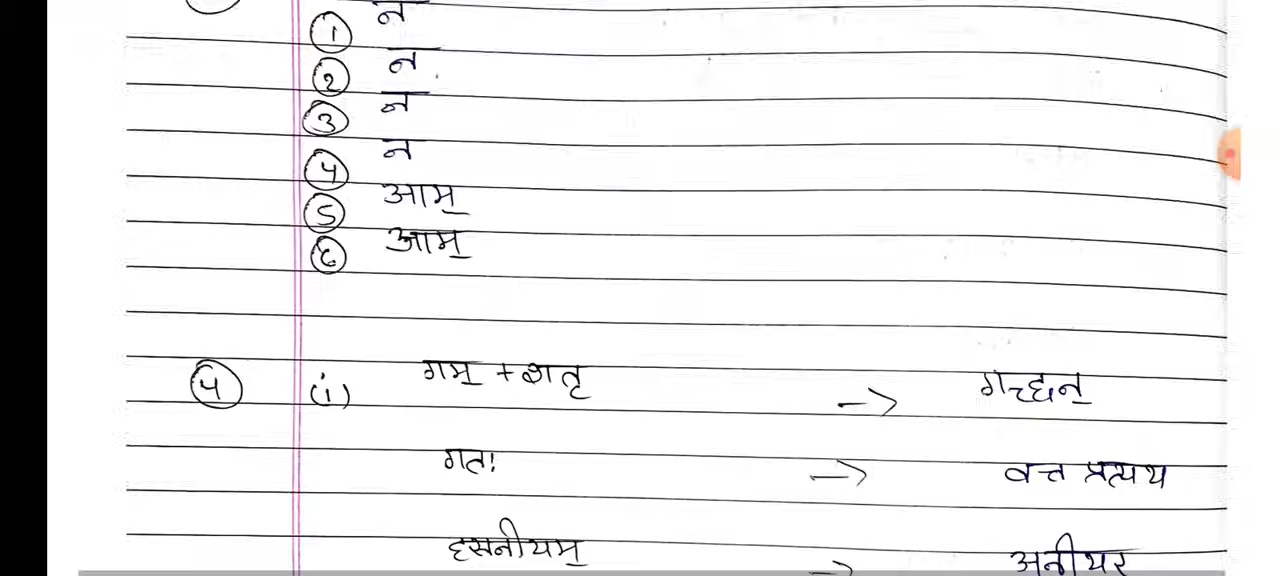 ① न
② न
③ न
④ न
⑤ आम्
⑥ आम्
④ (i) गम् + शतृ -> गच्छन्
गतः -> क्त प्रत्यय
हसनीयम् -> अनीयर